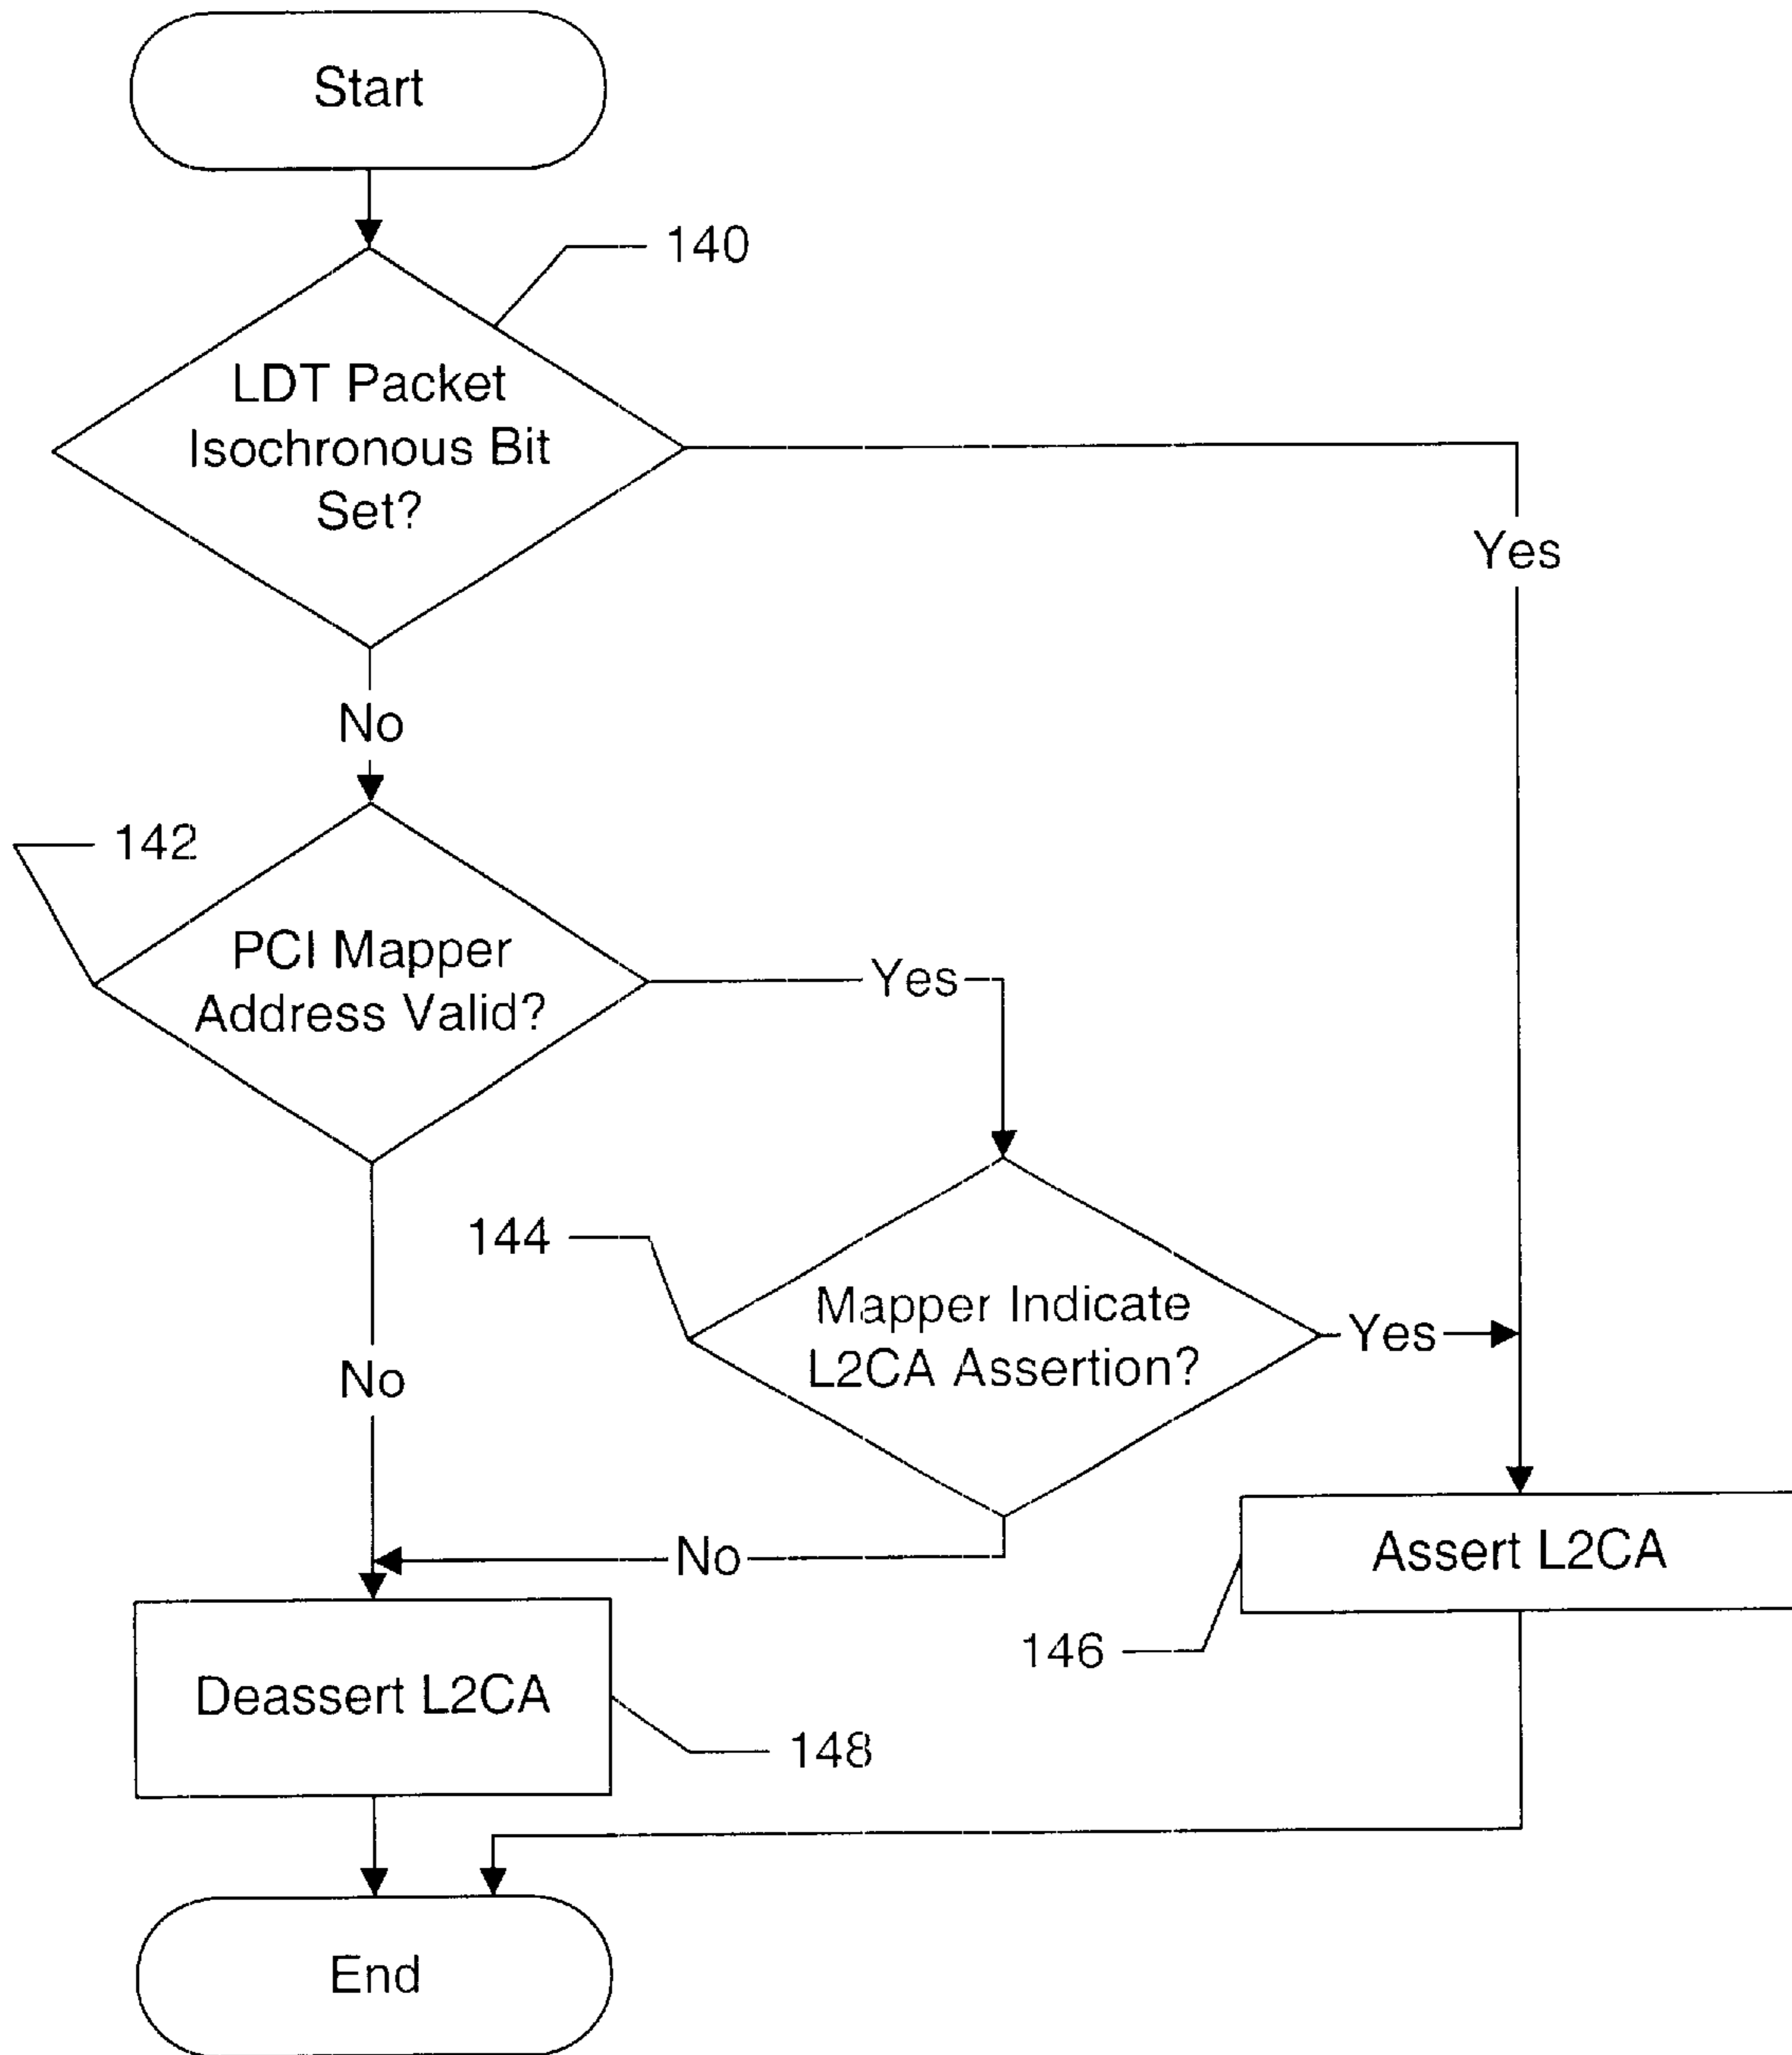 Start
140
LDT Packet
Isochronous Bit
Set?
Yes
No
142
PCI Mapper
Address Valid?
Yes
144
Mapper Indicate
L2CA Assertion?
Yes
No
No
Assert L2CA
146
Deassert L2CA
148
End